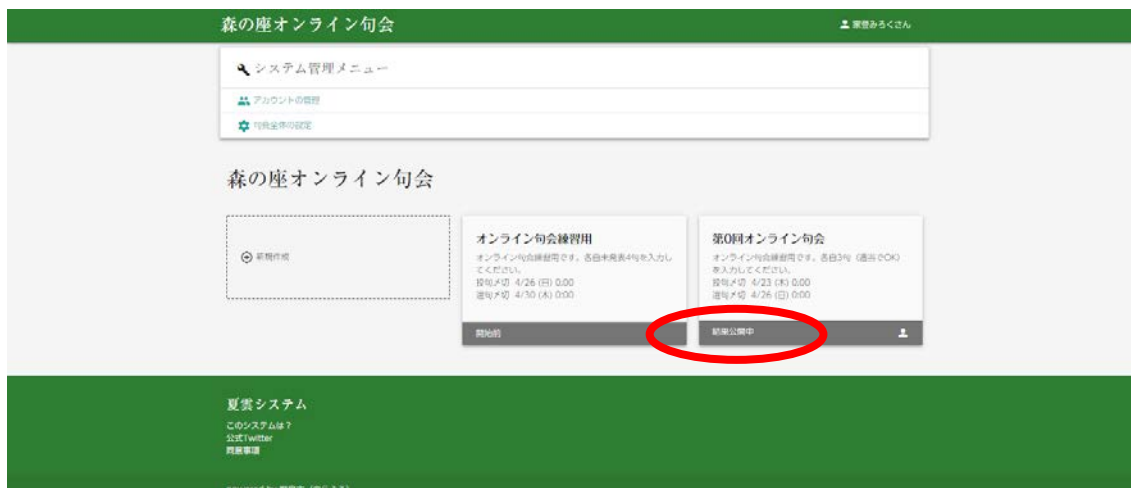 森の座オンライン句会
家登みろくさん
システム管理メニュー
アカウントの管理
句会全体の設定
森の座オンライン句会
新規作成
オンライン句会練習用
オンライン句会練習用です。各自未発表4句を入力し
てください。
投句〆切 4/26 (日) 0:00
選句〆切 4/30 (木) 0:00
開始前
第0回オンライン句会
オンライン句会練習用です。各自3句（過去でOK）
を入力してください。
投句〆切 4/23 (木) 0:00
選句〆切 4/26 (日) 0:00
結果公開中
夏雲システム
このシステムは？
公式Twitter
同意事項